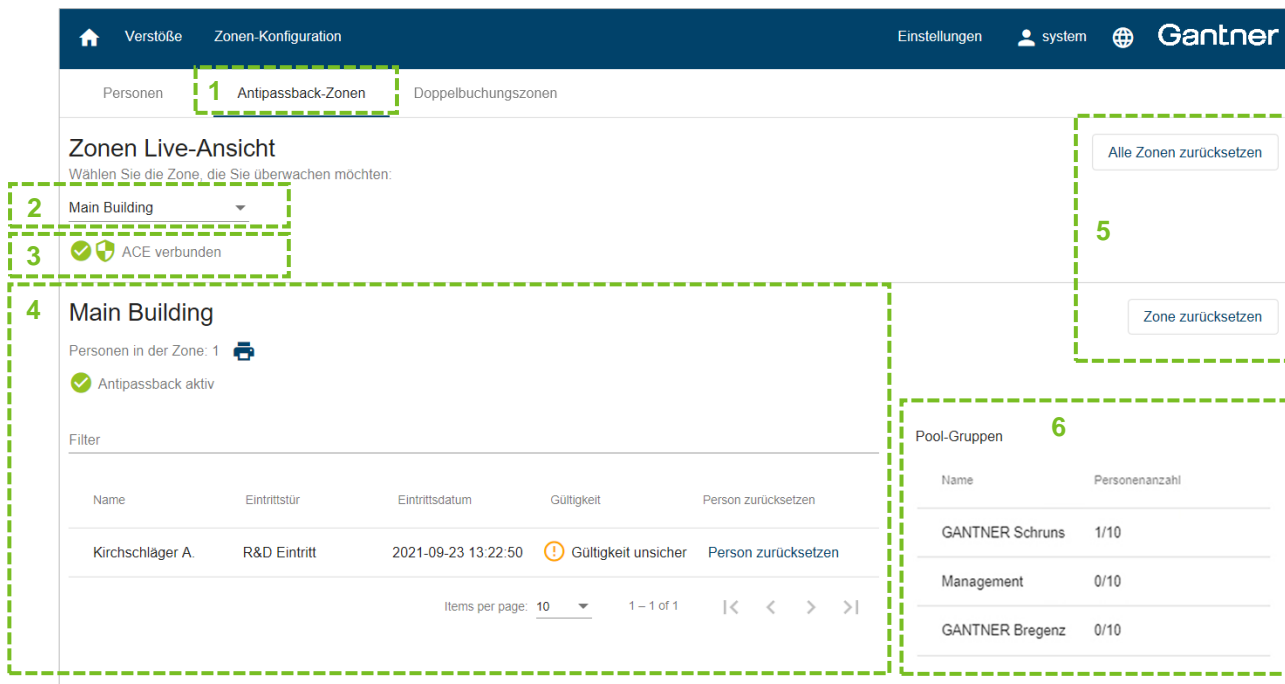 Verstöße Zonen-Konfiguration Einstellungen system Gantner
Personen 1 Antipassback-Zonen Doppelbuchungszonen
Zonen Live-Ansicht Alle Zonen zurücksetzen
Wählen Sie die Zone, die Sie überwachen möchten:
2 Main Building
5
3 ACE verbunden
4 Main Building Zone zurücksetzen
Personen in der Zone: 1
Antipassback aktiv
Filter
Name Eintrittstür Eintrittsdatum Gültigkeit Person zurücksetzen
Kirchschläger A. R&D Eintritt 2021-09-23 13:22:50 Gültigkeit unsicher Person zurücksetzen
Items per page: 10 1 – 1 of 1
Pool-Gruppen 6
Name Personenanzahl
GANTNER Schruns 1/10
Management 0/10
GANTNER Bregenz 0/10